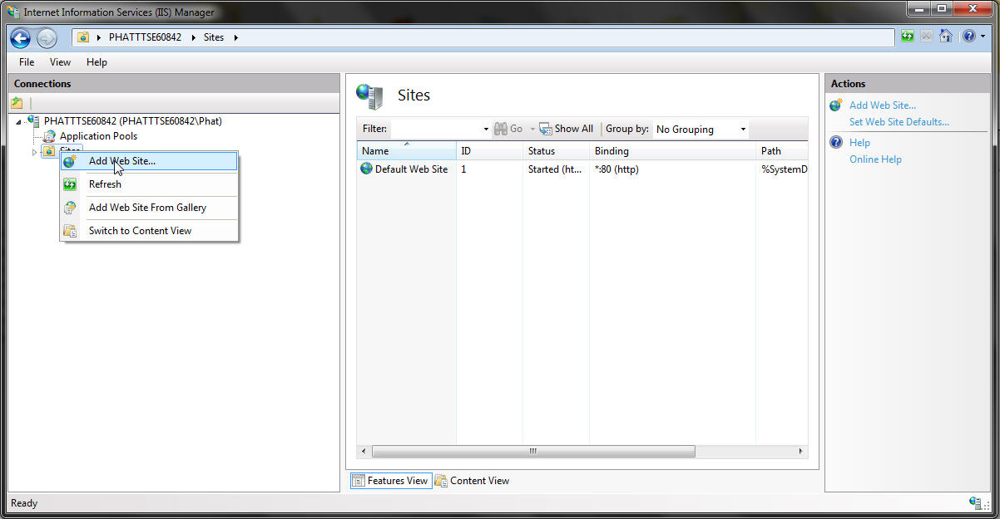 Internet Information Services (IIS) Manager
PHATTTSE60842 Sites
File View Help
Connections
PHATTTSE60842 (PHATTTSE60842\Phat)
Application Pools
Sites
Add Web Site...
Refresh
Add Web Site From Gallery
Switch to Content View
Sites
Filter: Go Show All Group by: No Grouping
Name ID Status Binding Path
Default Web Site 1 Started (ht... *:80 (http) %SystemD
Features View Content View
Actions
Add Web Site...
Set Web Site Defaults...
Help
Online Help
Ready